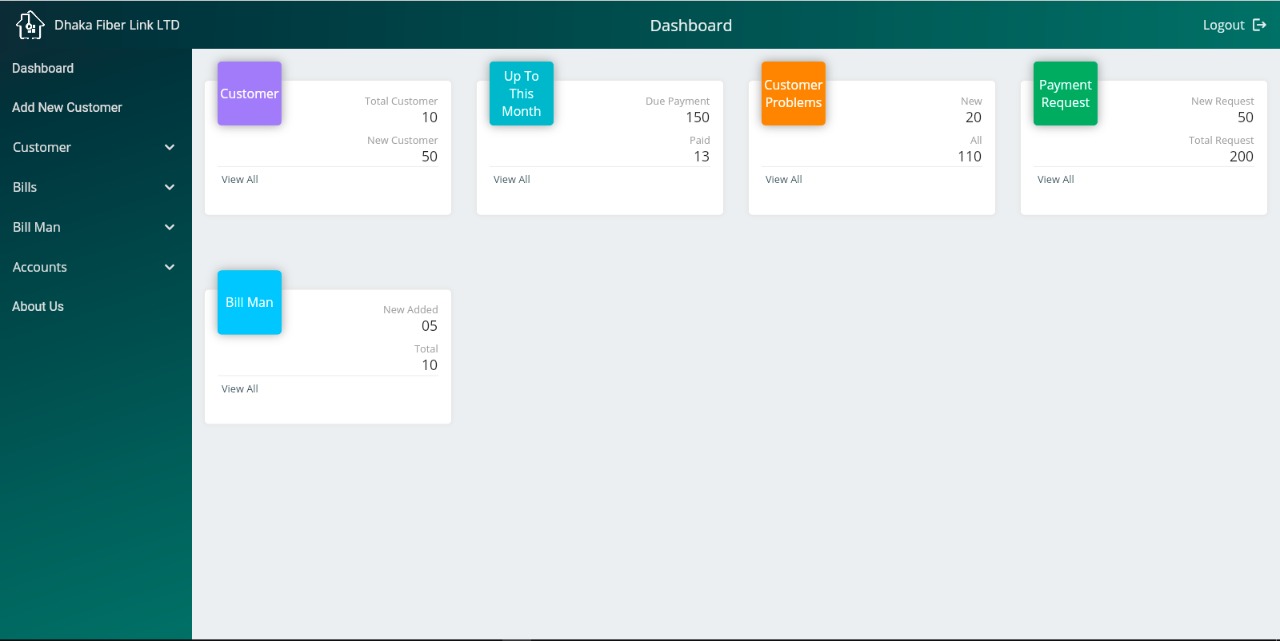 Dhaka Fiber Link LTD
Dashboard
Logout
Dashboard
Add New Customer
Customer
Bills
Bill Man
Accounts
About Us
Customer
Total Customer
10
New Customer
50
View All
Up To
This
Month
Due Payment
150
Paid
13
View All
Customer
Problems
New
20
All
110
View All
Payment
Request
New Request
50
Total Request
200
View All
Bill Man
New Added
05
Total
10
View All